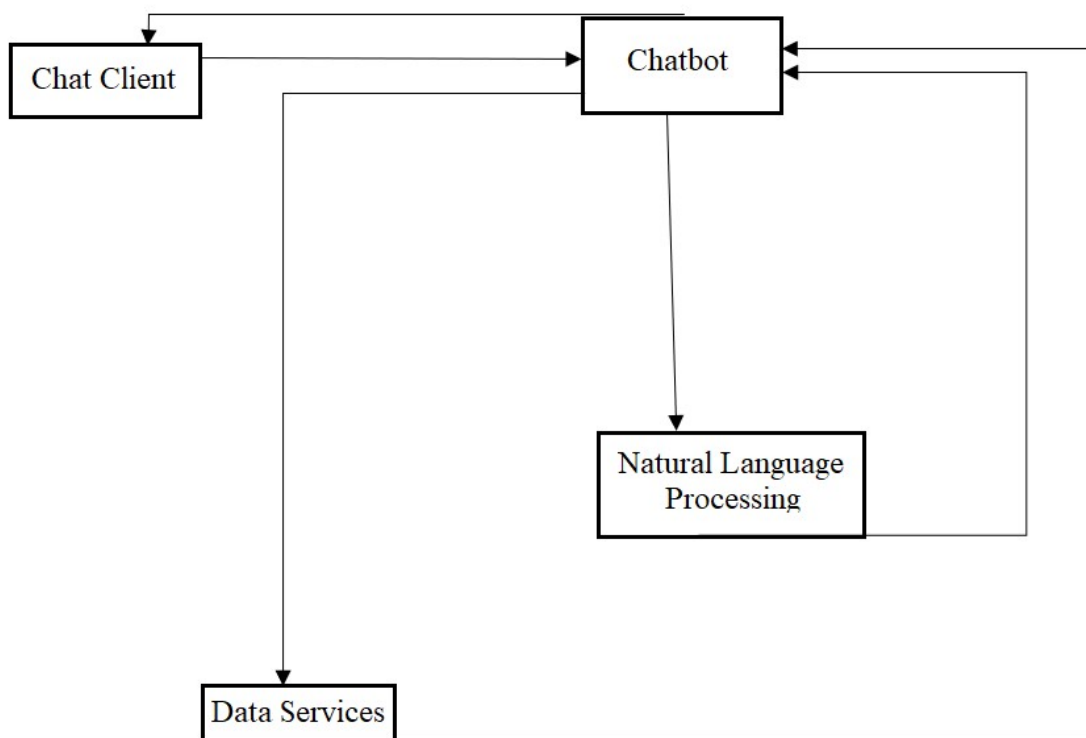 Chat Client
Chatbot
Natural Language
Processing
Data Services